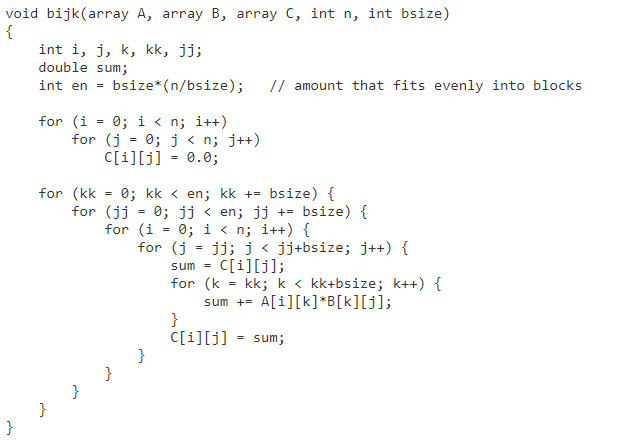 void bijk(array A, array B, array C, int n, int bsize)
{
    int i, j, k, kk, jj;
    double sum;
    int en = bsize*(n/bsize);   // amount that fits evenly into blocks

    for (i = 0; i < n; i++)
        for (j = 0; j < n; j++)
            C[i][j] = 0.0;

    for (kk = 0; kk < en; kk += bsize) {
        for (jj = 0; jj < en; jj += bsize) {
            for (i = 0; i < n; i++) {
                for (j = jj; j < jj+bsize; j++) {
                    sum = C[i][j];
                    for (k = kk; k < kk+bsize; k++) {
                        sum += A[i][k]*B[k][j];
                    }
                    C[i][j] = sum;
                }
            }
        }
    }
}